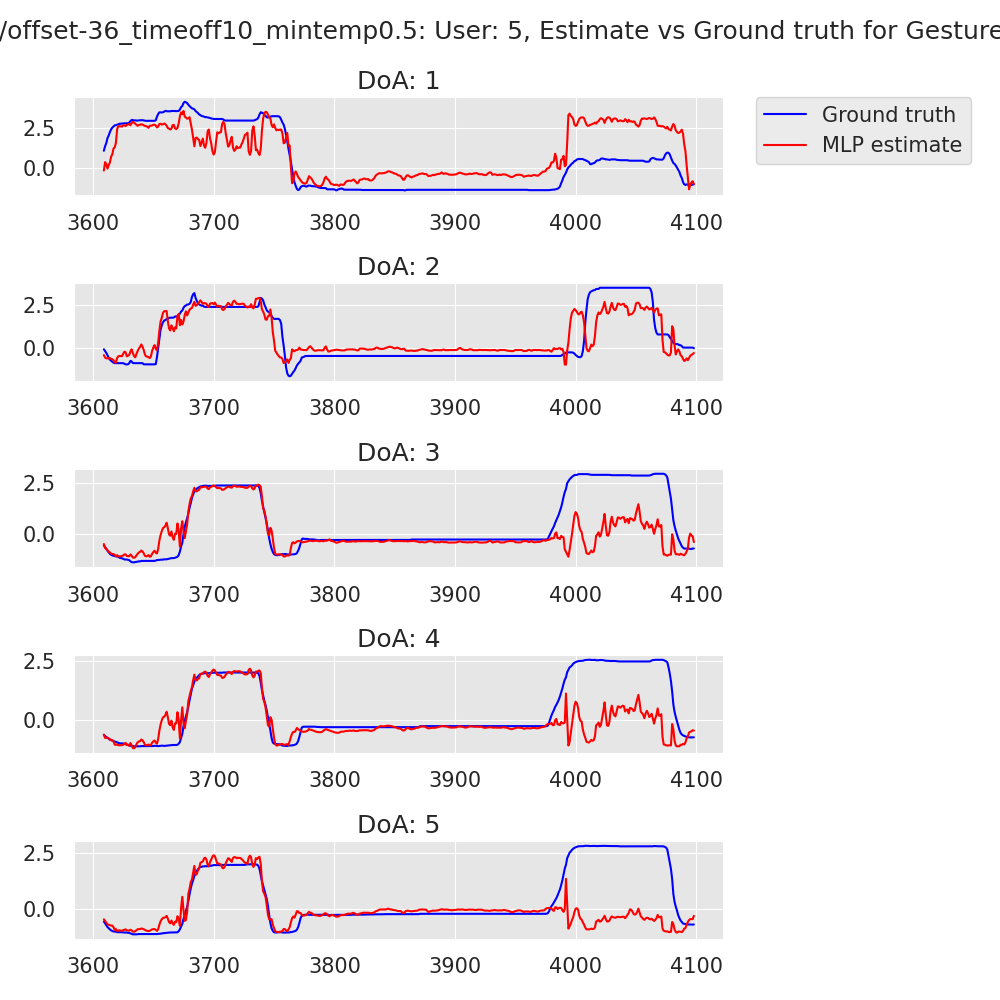 /offset-36_timeoff10_mintemp0.5: User: 5, Estimate vs Ground truth for Gesture
DoA: 1
Ground truth
MLP estimate
2.5
0.0
3600 3700 3800 3900 4000 4100
DoA: 2
2.5
0.0
3600 3700 3800 3900 4000 4100
DoA: 3
2.5
0.0
3600 3700 3800 3900 4000 4100
DoA: 4
2.5
0.0
3600 3700 3800 3900 4000 4100
DoA: 5
2.5
0.0
3600 3700 3800 3900 4000 4100